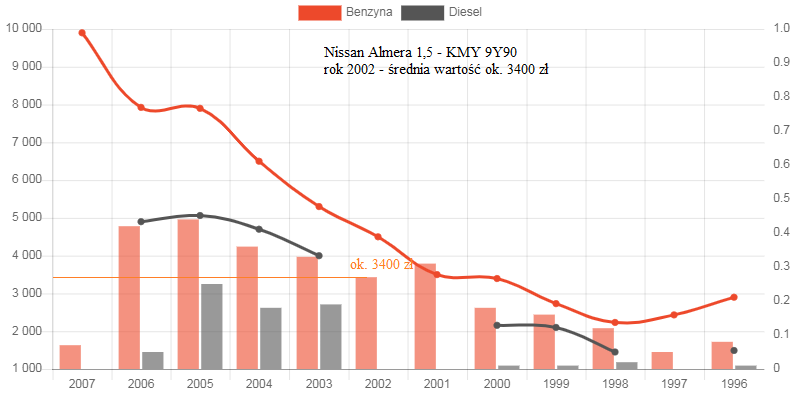 Benzyna Diesel
10 000 1.0
Nissan Almera 1,5 - KMY 9Y90
rok 2002 - średnia wartość ok. 3400 zł
9 000 0.9
8 000 0.8
7 000 0.7
0.6
6 000
5 000 0.5
0.4
4 000
ok. 3400 zł
0.3
3 000
0.2
2 000
0.1
1 000 0
2007 2006 2005 2004 2003 2002 2001 2000 1999 1998 1997 1996